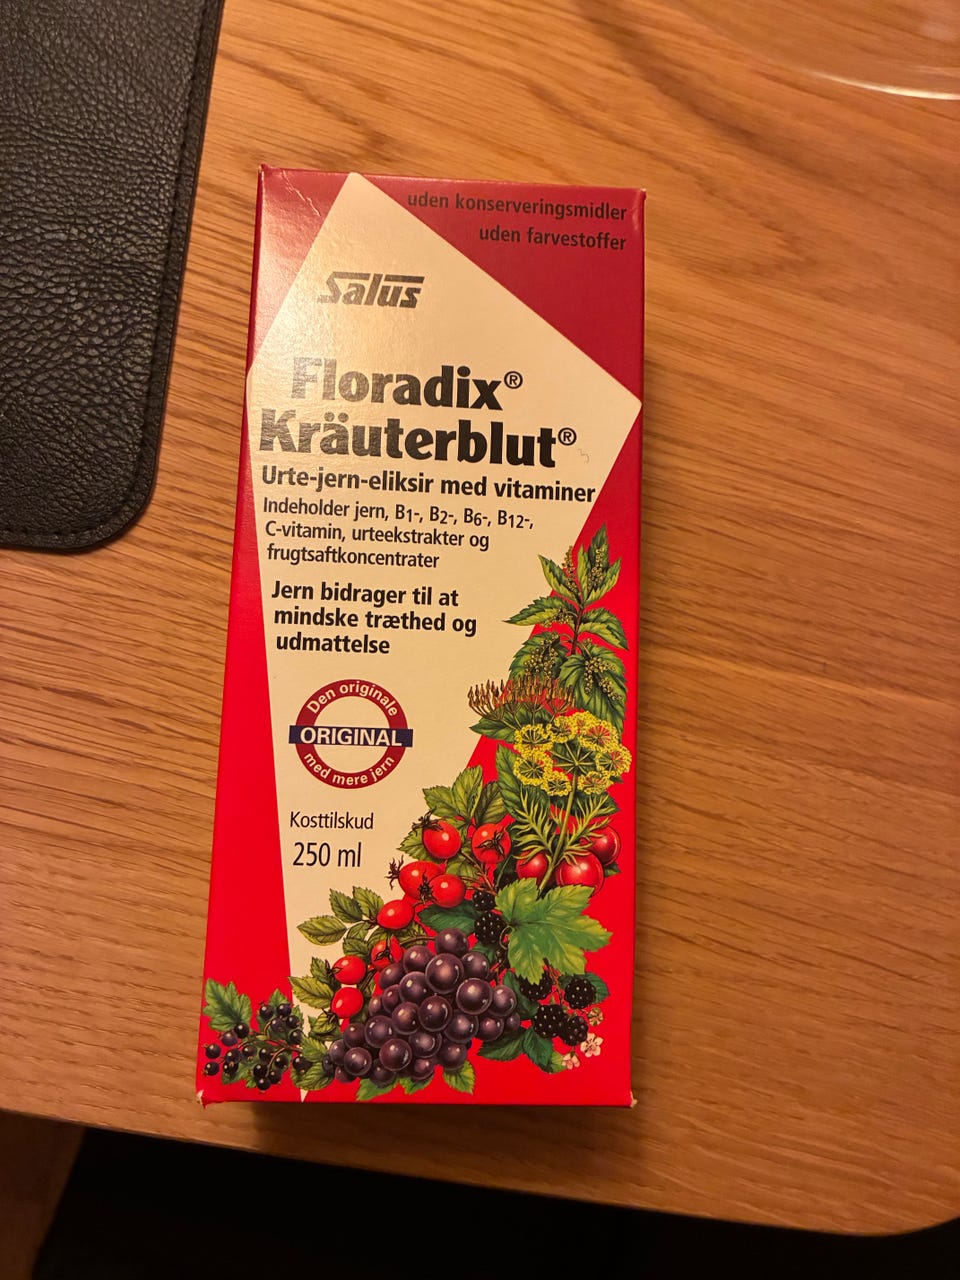 uden konserveringsmidler
uden farvestoffer
Salus
Floradix®
Kräuterblut®
Urte-jern-eliksir med vitaminer
Indeholder jern, B1-, B2-, B6-, B12-,
C-vitamin, urteekstrakter og
frugtsaftkoncentrater
Jern bidrager til at
mindske træthed og
udmattelse
Den originale
ORIGINAL
med mere jern
Kosttilskud
250 ml